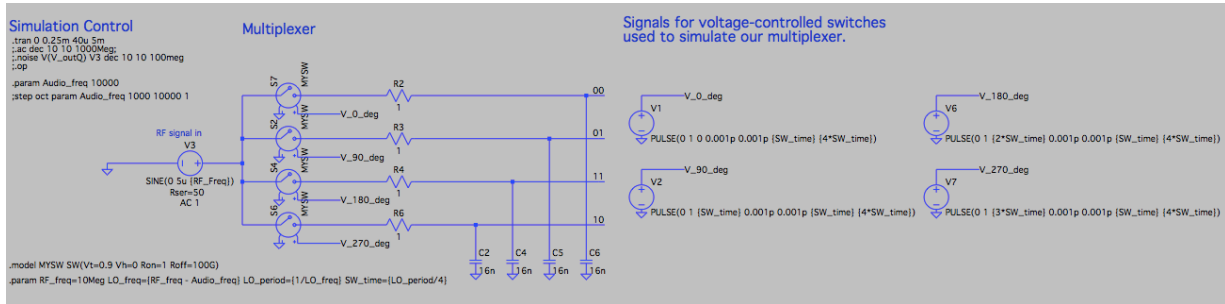 Simulation Control
.tran 0 0.25m 40u 5m
;.ac dec 10 10 1000Meg;
;.noise V(V_outQ) V3 dec 10 10 100meg
;.op
.param Audio_freq 10000
;step oct param Audio_freq 1000 10000 1
Multiplexer
Signals for voltage-controlled switches
used to simulate our multiplexer.
S7
MYSW
R2
1
00
V_0_deg
S2
MYSW
R3
1
01
V_90_deg
RF signal in
V3
SINE(0 5u {RF_Freq})
Rser=50
AC 1
S4
MYSW
R4
1
11
V_180_deg
S6
MYSW
R6
1
10
V_270_deg
C2
16n
C4
16n
C5
16n
C6
16n
V_0_deg
V1
PULSE(0 1 0 0.001p 0.001p {SW_time} {4*SW_time})
V_180_deg
V6
PULSE(0 1 {2*SW_time} 0.001p 0.001p {SW_time} {4*SW_time})
V_90_deg
V2
PULSE(0 1 {SW_time} 0.001p 0.001p {SW_time} {4*SW_time})
V_270_deg
V7
PULSE(0 1 {3*SW_time} 0.001p 0.001p {SW_time} {4*SW_time})
.model MYSW SW(Vt=0.9 Vh=0 Ron=1 Roff=100G)
.param RF_freq=10Meg LO_freq={RF_freq - Audio_freq} LO_period={1/LO_freq} SW_time={LO_period/4}